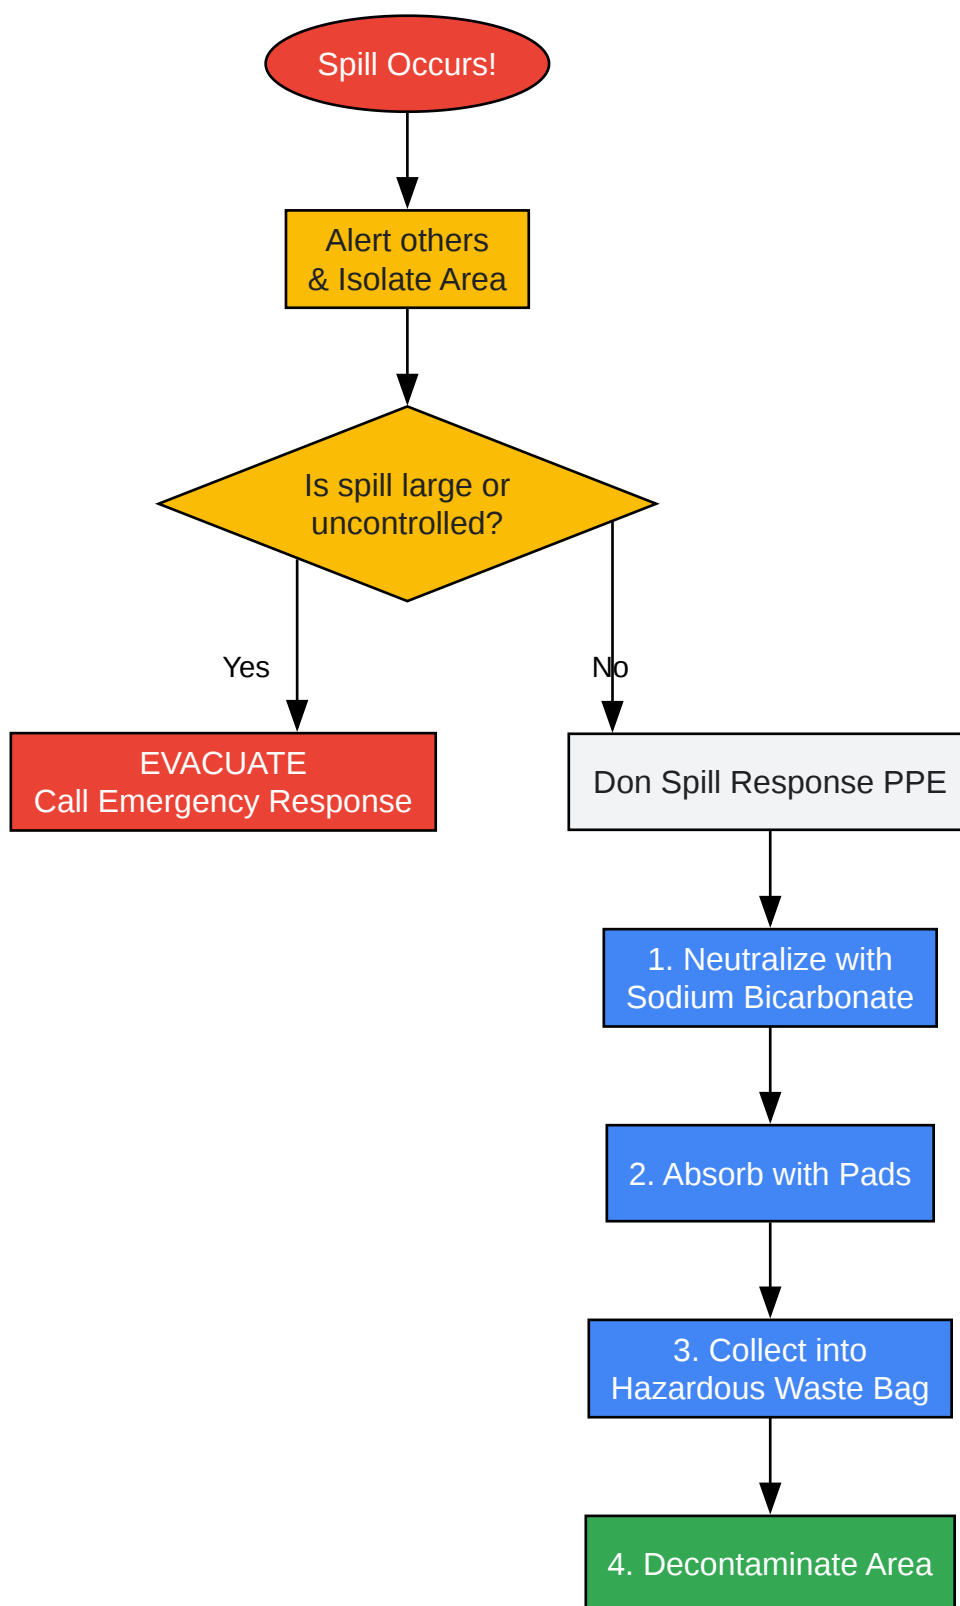 Spill Occurs!
Alert others
& Isolate Area
Is spill large or
uncontrolled?
Yes
No
EVACUATE
Call Emergency Response
Don Spill Response PPE
1. Neutralize with
Sodium Bicarbonate
2. Absorb with Pads
3. Collect into
Hazardous Waste Bag
4. Decontaminate Area